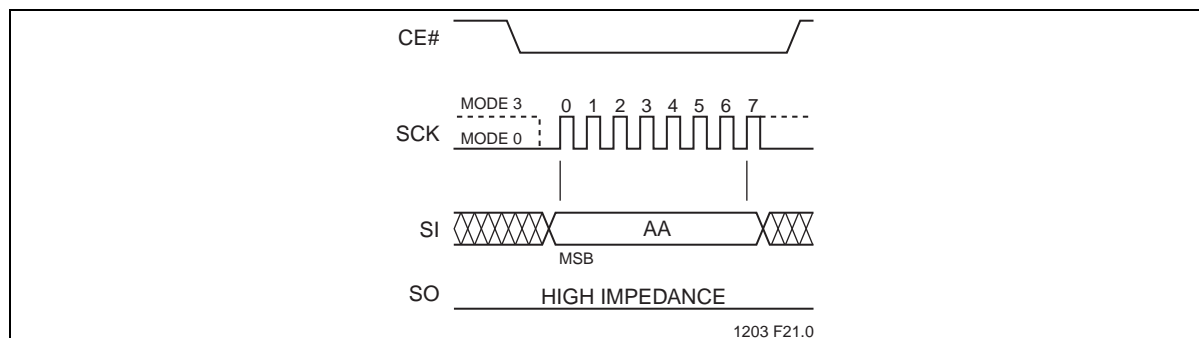 CE#
MODE 3
0 1 2 3 4 5 6 7
SCK
MODE 0
SI
AA
MSB
SO
HIGH IMPEDANCE
1203 F21.0